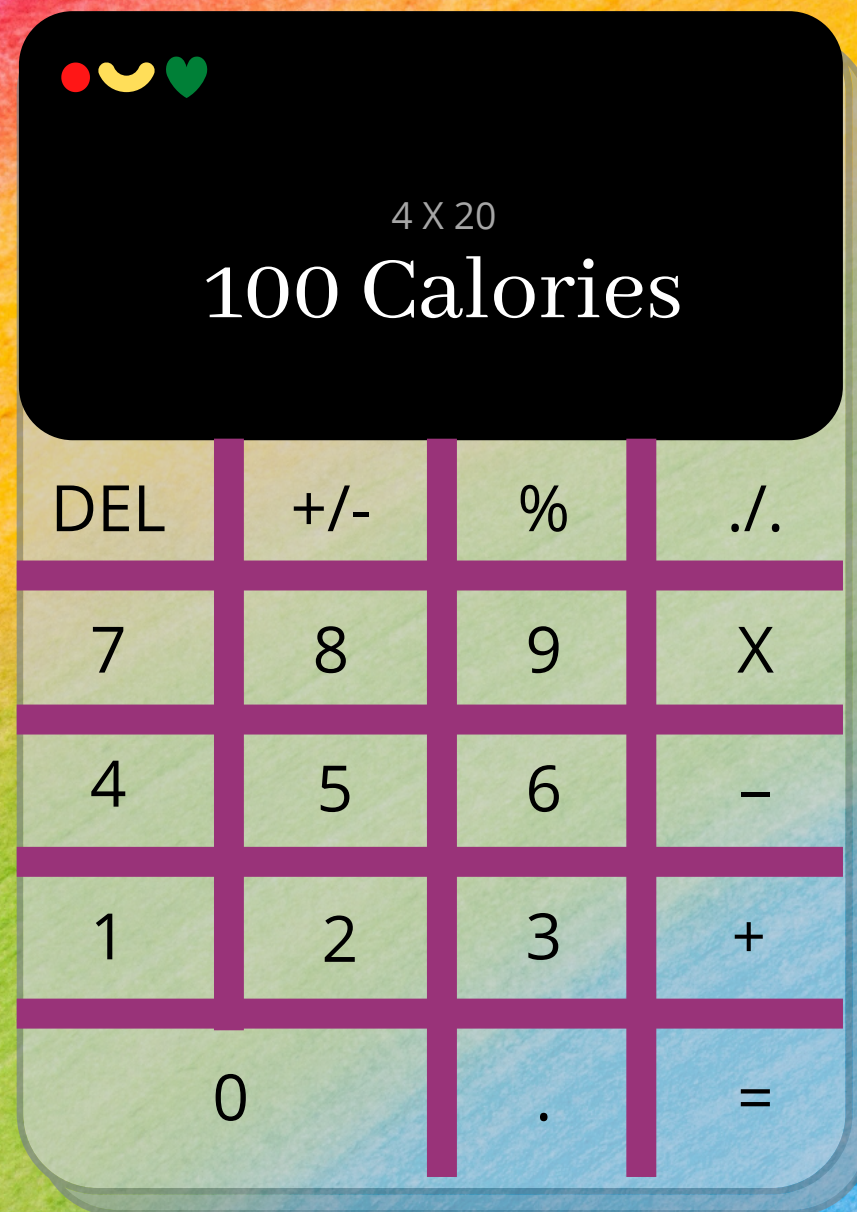 4 X 20
100 Calories
DEL +/- % ./.
7 8 9 X
4 5 6 –
1 2 3 +
0 . =